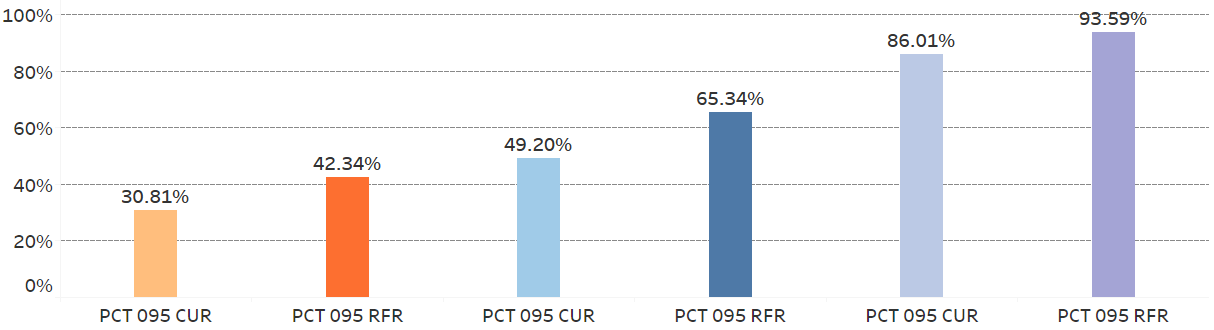 100%
80%
60%
40%
20%
0%
30.81%
42.34%
49.20%
65.34%
86.01%
93.59%
PCT 095 CUR
PCT 095 RFR
PCT 095 CUR
PCT 095 RFR
PCT 095 CUR
PCT 095 RFR